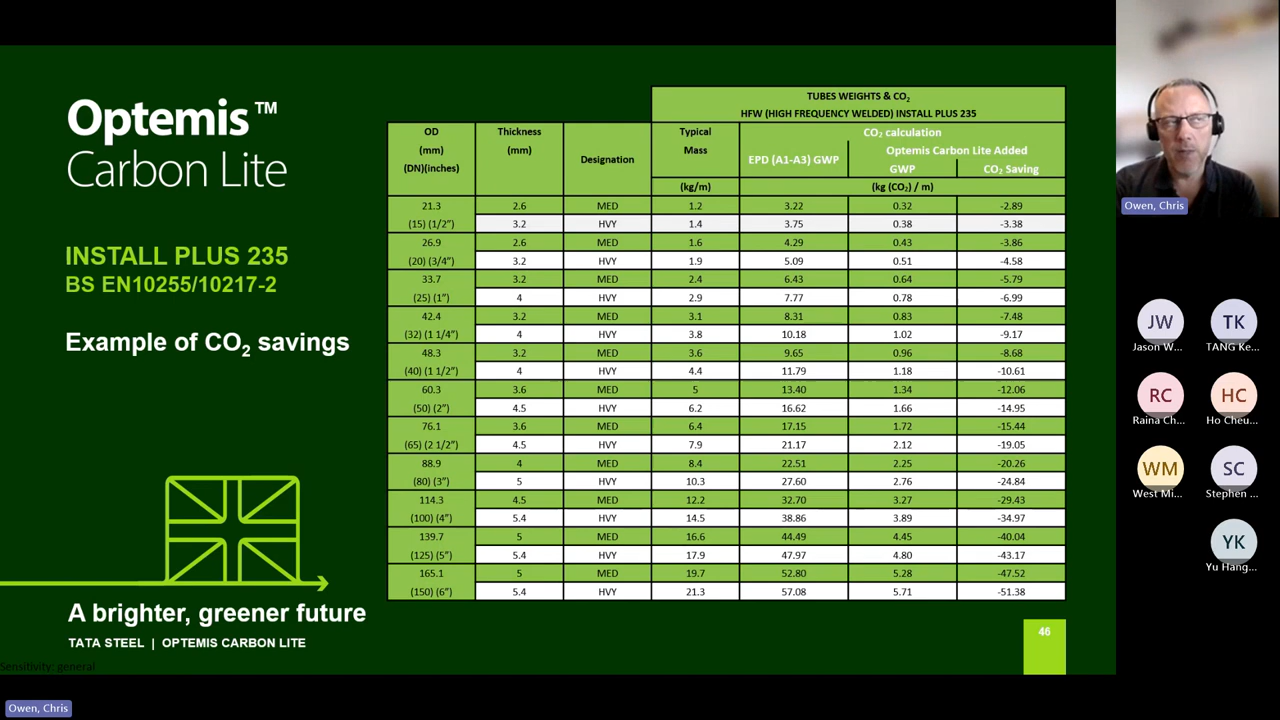 Optemis™
Carbon Lite
INSTALL PLUS 235
BS EN10255/10217-2
Example of CO₂ savings
A brighter, greener future
TATA STEEL | OPTEMIS CARBON LITE
Sensitivity: general
TUBES WEIGHTS & CO₂
HFW (HIGH FREQUENCY WELDED) INSTALL PLUS 235
OD (mm) (DN)(inches) Thickness (mm) Designation Typical Mass CO₂ calculation
EPD (A1-A3) GWP Optemis Carbon Lite Added
GWP CO₂ Saving
(kg/m) (kg (CO₂) / m)
21.3 2.6 MED 1.2 3.22 0.32 -2.89
(15) (1/2") 3.2 HVY 1.4 3.75 0.38 -3.38
26.9 2.6 MED 1.6 4.29 0.43 -3.86
(20) (3/4") 3.2 HVY 1.9 5.09 0.51 -4.58
33.7 3.2 MED 2.4 6.43 0.64 -5.79
(25) (1") 4 HVY 2.9 7.77 0.78 -6.99
42.4 3.2 MED 3.1 8.31 0.83 -7.48
(32) (1 1/4") 4 HVY 3.8 10.18 1.02 -9.17
48.3 3.2 MED 3.6 9.65 0.96 -8.68
(40) (1 1/2") 4 HVY 4.4 11.79 1.18 -10.61
60.3 3.6 MED 5 13.40 1.34 -12.06
(50) (2") 4.5 HVY 6.2 16.62 1.66 -14.95
76.1 3.6 MED 6.4 17.15 1.72 -15.44
(65) (2 1/2") 4.5 HVY 7.9 21.17 2.12 -19.05
88.9 4 MED 8.4 22.51 2.25 -20.26
(80) (3") 5 HVY 10.3 27.60 2.76 -24.84
114.3 4.5 MED 12.2 32.70 3.27 -29.43
(100) (4") 5.4 HVY 14.5 38.86 3.89 -34.97
139.7 5 MED 16.6 44.49 4.45 -40.04
(125) (5") 5.4 HVY 17.9 47.97 4.80 -43.17
165.1 5 MED 19.7 52.80 5.28 -47.52
(150) (6") 5.4 HVY 21.3 57.08 5.71 -51.38
46
Owen, Chris
JW TK
Jason W... TANG Ke...
RC HC
Raina Ch... Ho Cheu...
WM SC
West Mi... Stephen ...
YK
Yu Hang...
Owen, Chris